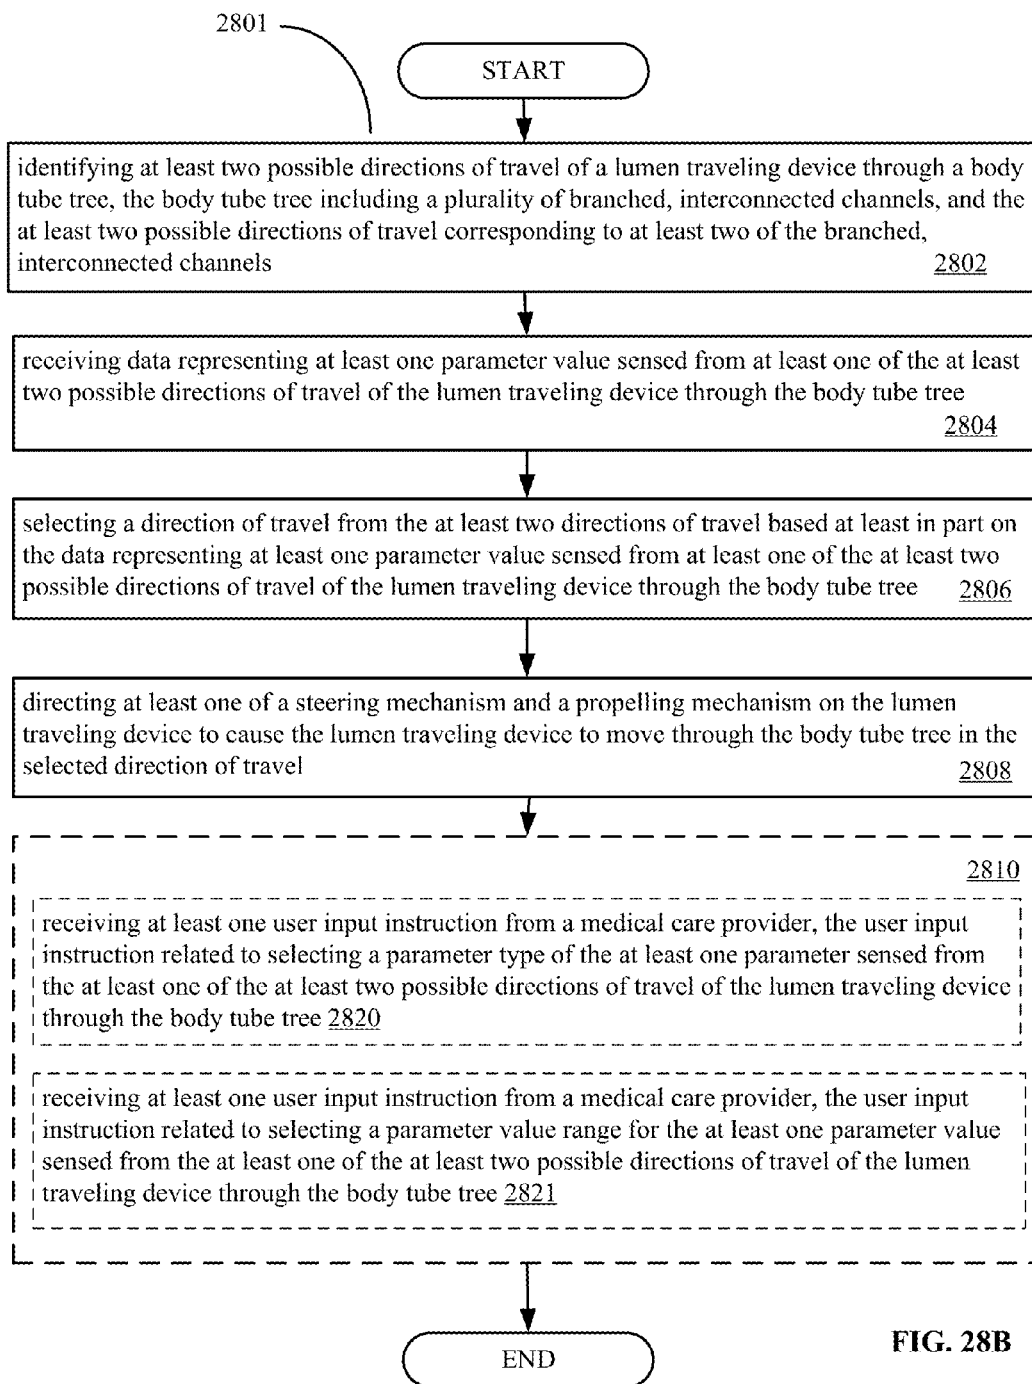 2801
START
identifying at least two possible directions of travel of a lumen traveling device through a body
tube tree, the body tube tree including a plurality of branched, interconnected channels, and the
at least two possible directions of travel corresponding to at least two of the branched,
interconnected channels 2802
receiving data representing at least one parameter value sensed from at least one of the at least
two possible directions of travel of the lumen traveling device through the body tube tree
2804
selecting a direction of travel from the at least two directions of travel based at least in part on
the data representing at least one parameter value sensed from at least one of the at least two
possible directions of travel of the lumen traveling device through the body tube tree 2806
directing at least one of a steering mechanism and a propelling mechanism on the lumen
traveling device to cause the lumen traveling device to move through the body tube tree in the
selected direction of travel 2808
2810
receiving at least one user input instruction from a medical care provider, the user input
instruction related to selecting a parameter type of the at least one parameter sensed from
the at least one of the at least two possible directions of travel of the lumen traveling device
through the body tube tree 2820
receiving at least one user input instruction from a medical care provider, the user input
instruction related to selecting a parameter value range for the at least one parameter value
sensed from the at least one of the at least two possible directions of travel of the lumen
traveling device through the body tube tree 2821
END
FIG. 28B